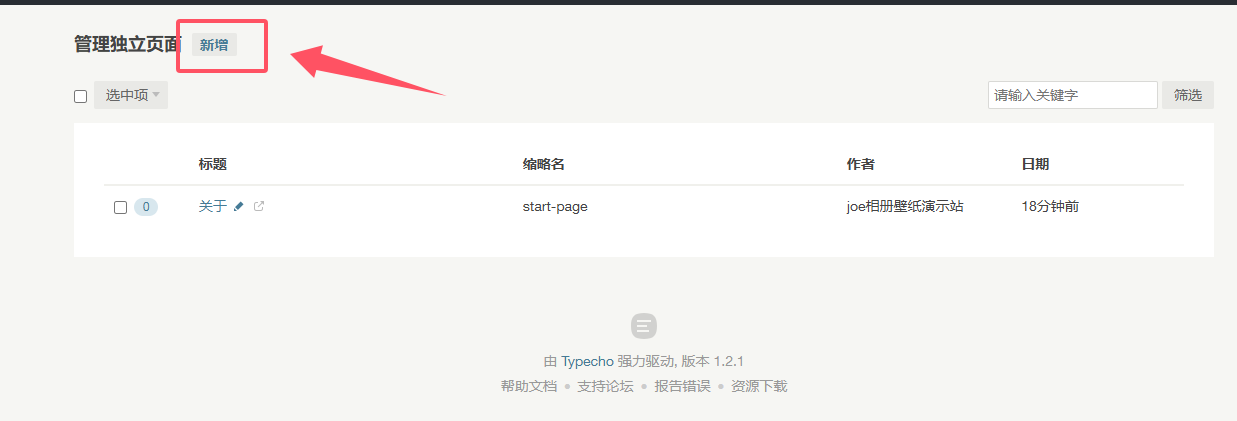 管理独立页面 新增
选中项 请输入关键字 筛选
标题 缩略名 作者 日期
0 关于 start-page joe相册壁纸演示站 18分钟前
由 Typecho 强力驱动, 版本 1.2.1
帮助文档 • 支持论坛 • 报告错误 • 资源下载